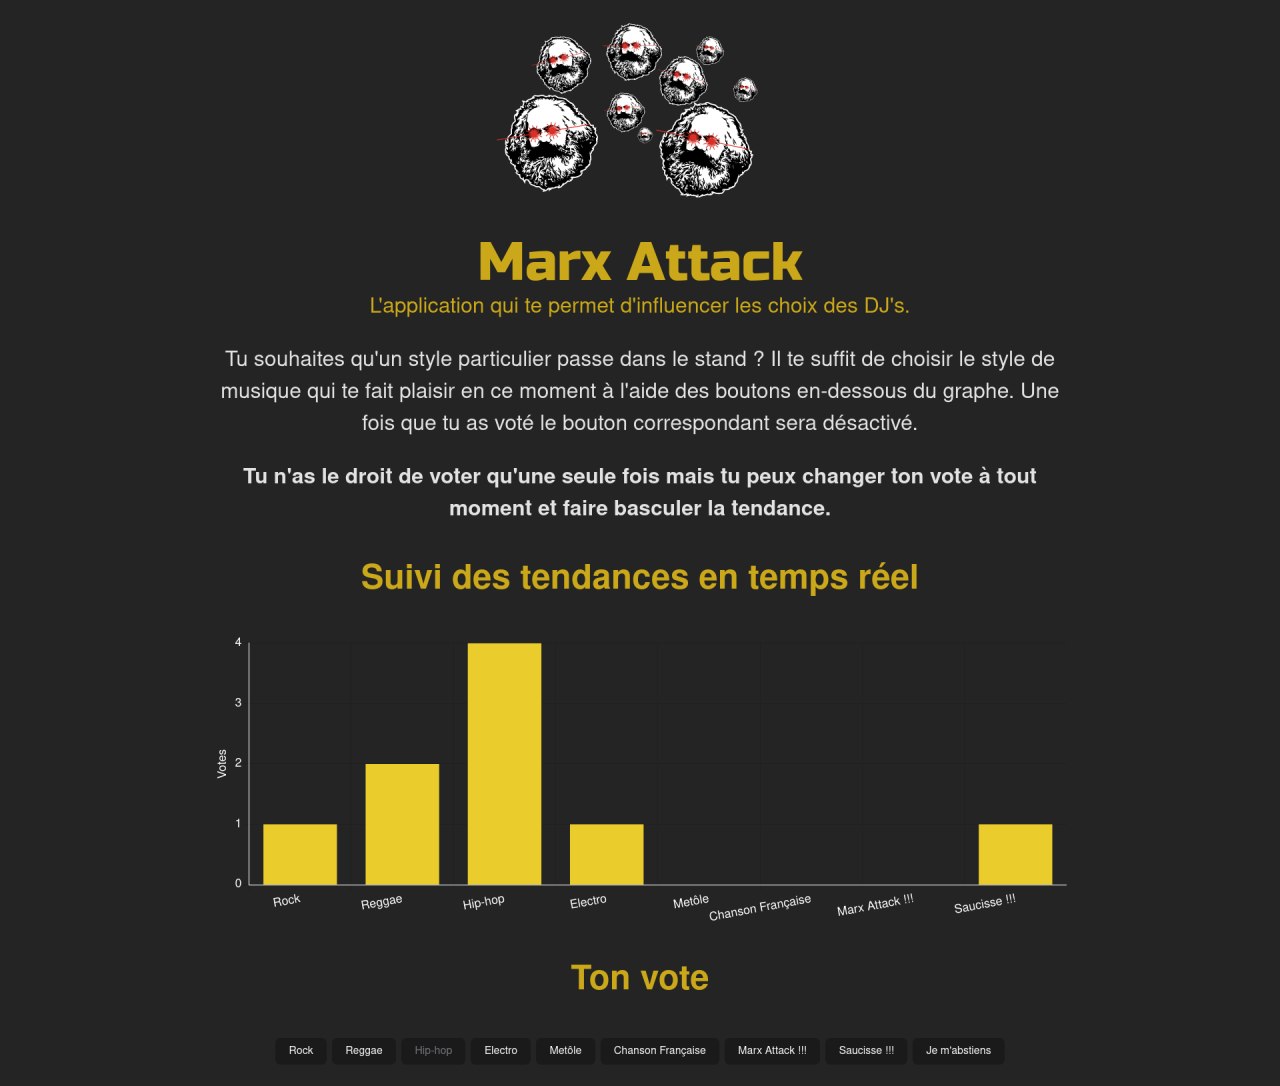 Marx Attack
L'application qui te permet d'influencer les choix des DJ's.
Tu souhaites qu'un style particulier passe dans le stand ? Il te suffit de choisir le style de
musique qui te fait plaisir en ce moment à l'aide des boutons en-dessous du graphe. Une
fois que tu as voté le bouton correspondant sera désactivé.
Tu n'as le droit de voter qu'une seule fois mais tu peux changer ton vote à tout
moment et faire basculer la tendance.
Suivi des tendances en temps réel
4
3
2
1
0
Votes
Rock
Reggae
Hip-hop
Electro
Metôle
Chanson Française
Marx Attack !!!
Saucisse !!!
Ton vote
Rock Reggae Hip-hop Electro Metôle Chanson Française Marx Attack !!! Saucisse !!! Je m'abstiens